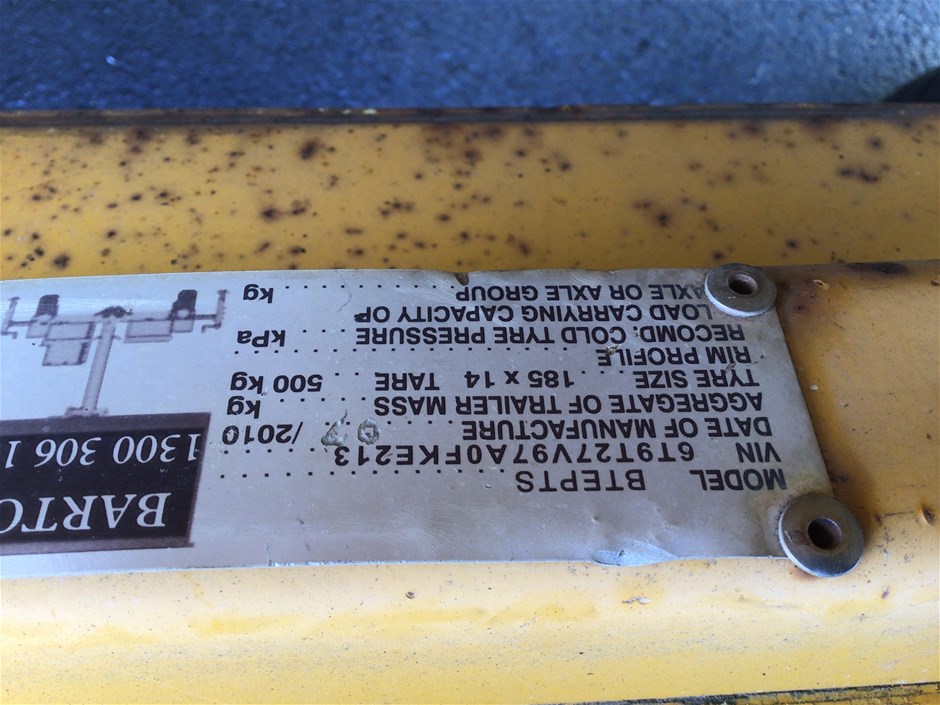 BARTO
1300 306 1
MODEL BTEPTS
VIN 6T9T27V97A0FKE213
DATE OF MANUFACTURE 07 /2010
AGGREGATE OF TRAILER MASS kg
TYRE SIZE 185 x 14 TARE 500 kg
RIM PROFILE
RECOMD. COLD TYRE PRESSURE kPa
LOAD CARRYING CAPACITY OF
AXLE OR AXLE GROUP kg